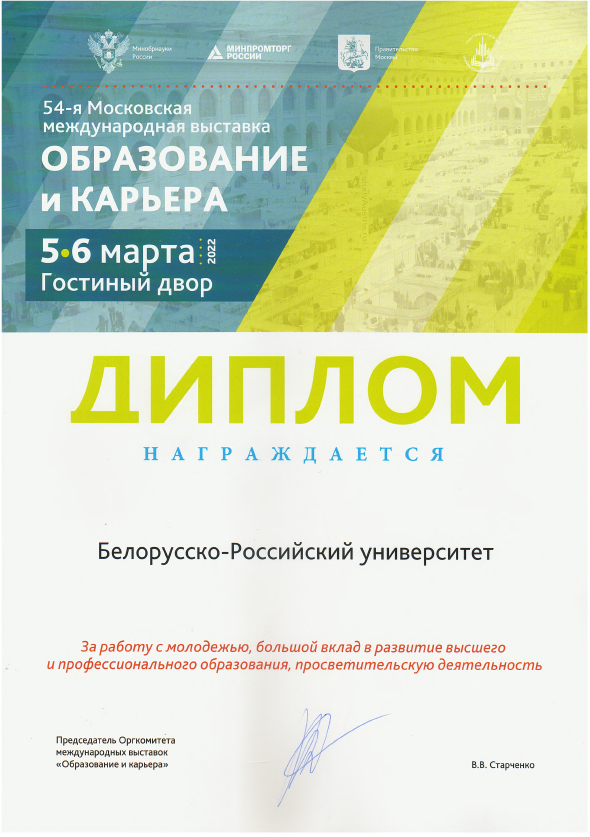 Минобрнауки
России
МИНПРОМТОРГ
РОССИИ
Правительство
Москвы
54-я Московская
международная выставка
ОБРАЗОВАНИЕ
и КАРЬЕРА
5•6 марта 2022
Гостиный двор
ДИПЛОМ
НАГРАЖДАЕТСЯ
Белорусско-Российский университет
За работу с молодежью, большой вклад в развитие высшего
и профессионального образования, просветительскую деятельность
Председатель Оргкомитета
международных выставок
«Образование и карьера»
В.В. Старченко